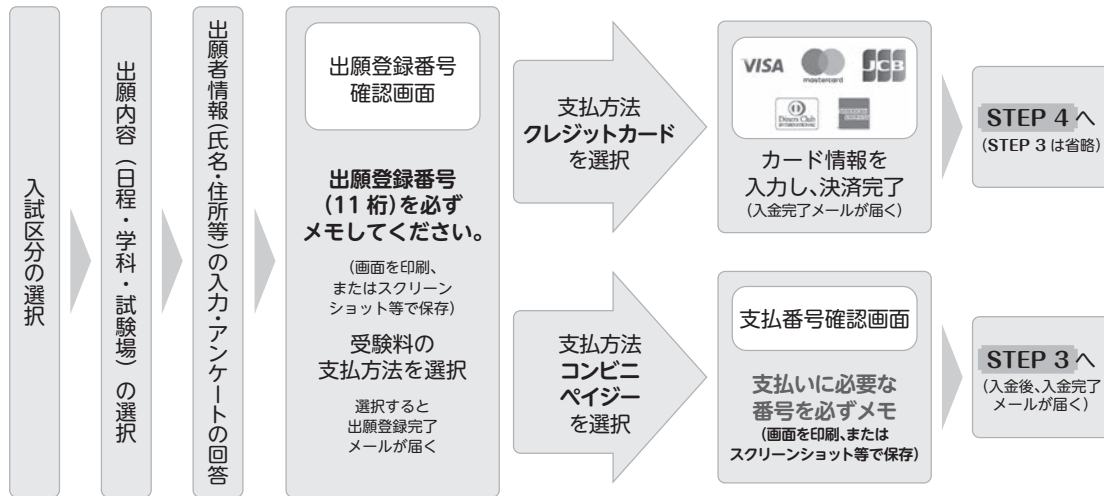 入試区分の選択
出願内容（日程・学科・試験場）の選択
出願者情報（氏名・住所等）の入力・アンケートの回答
出願登録番号
確認画面
出願登録番号
（11 桁）を必ず
メモしてください。
（画面を印刷、
またはスクリーン
ショット等で保存）
受験料の
支払方法を選択
選択すると
出願登録完了
メールが届く
支払方法
クレジットカード
を選択
VISA
mastercard
JCB
Diners Club
INTERNATIONAL
AMERICAN EXPRESS
カード情報を
入力し、決済完了
（入金完了メールが届く）
STEP 4 へ
（STEP 3 は省略）
支払方法
コンビニ
ペイジー
を選択
支払番号確認画面
支払いに必要な
番号を必ずメモ
（画面を印刷、または
スクリーンショット等で保存）
STEP 3 へ
（入金後、入金完了
メールが届く）